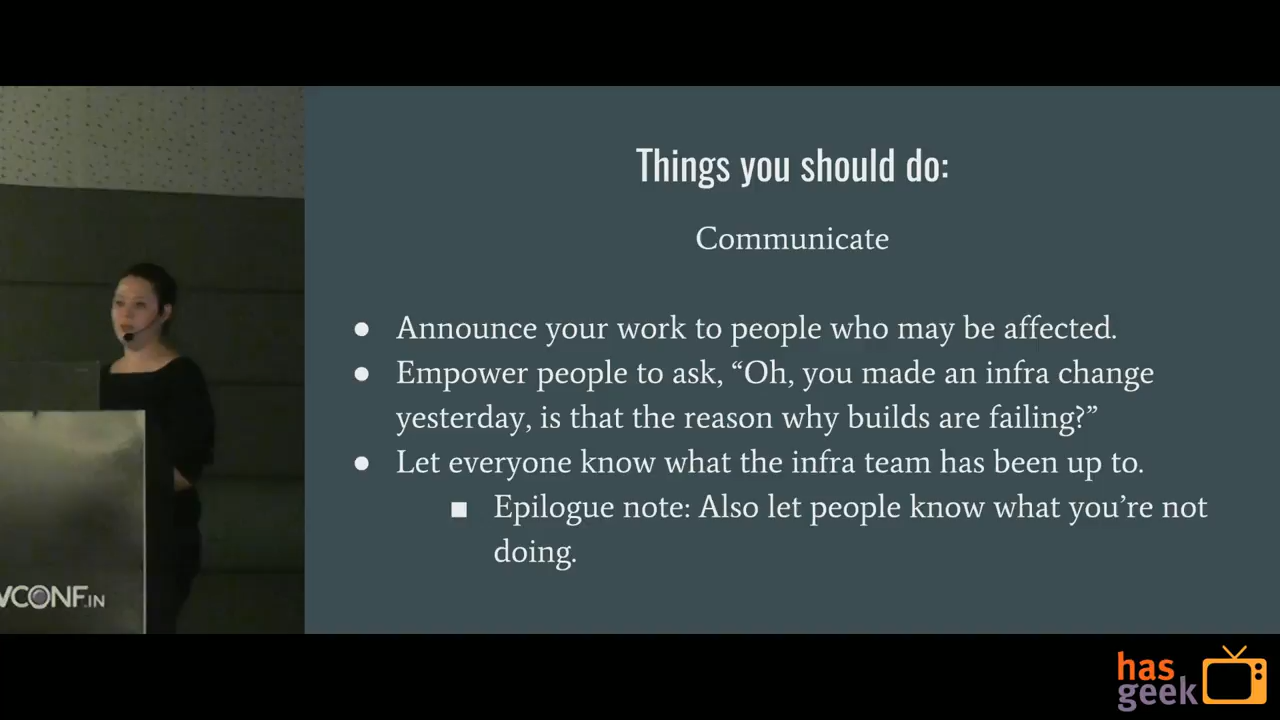 Things you should do:
Communicate
● Announce your work to people who may be affected.
● Empower people to ask, “Oh, you made an infra change
yesterday, is that the reason why builds are failing?”
● Let everyone know what the infra team has been up to.
■ Epilogue note: Also let people know what you’re not
doing.
VCONF.IN
has
geek